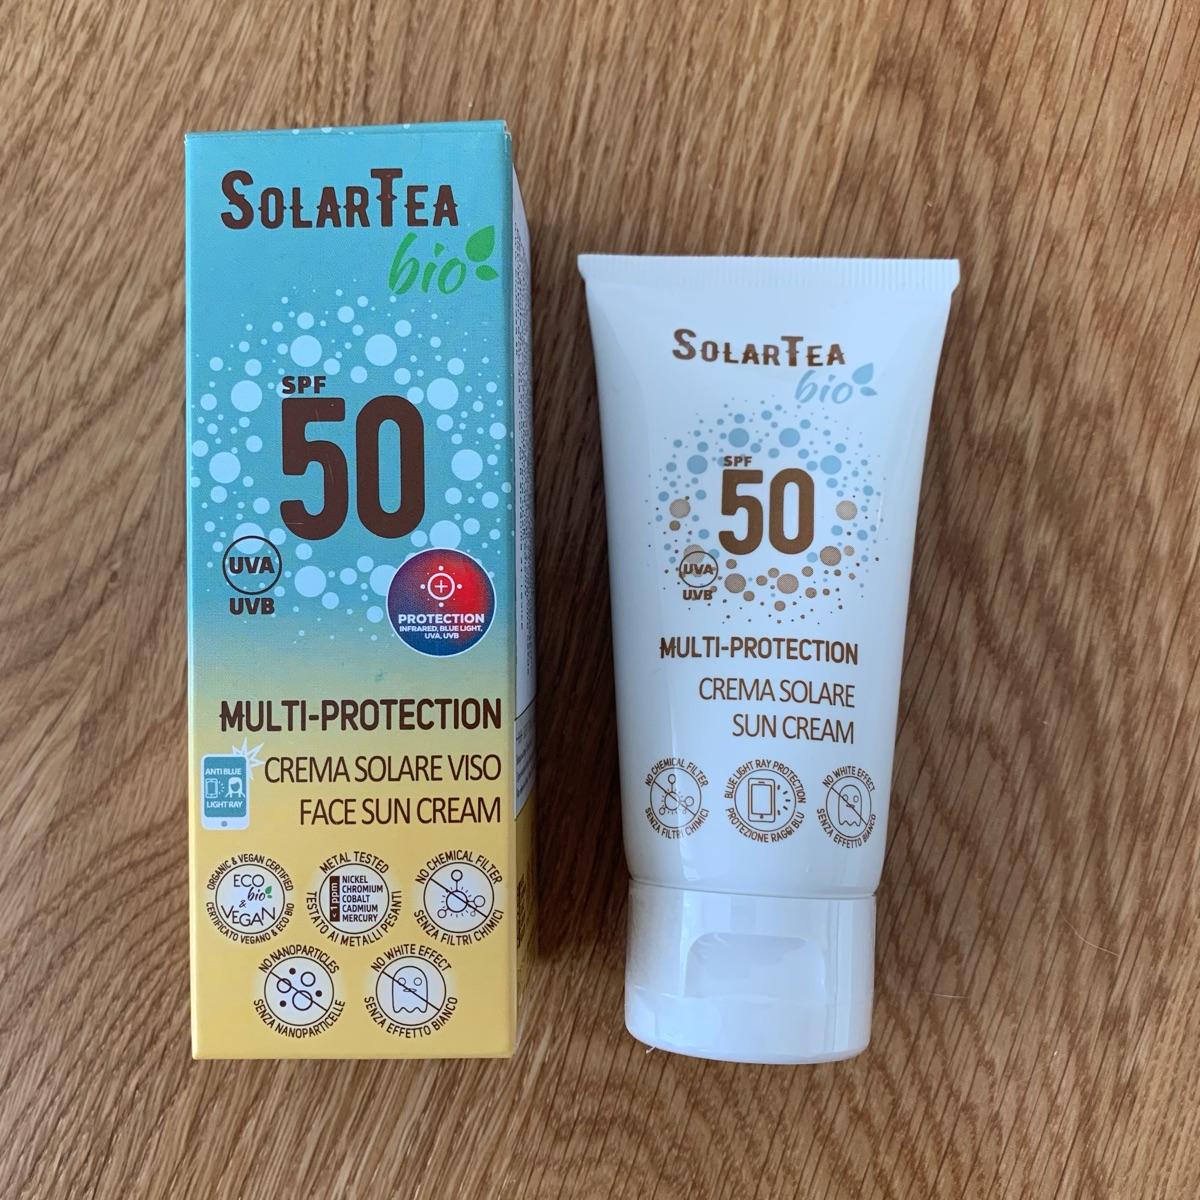 SOLARTEA
bio
SPF
50
UVA
UVB
PROTECTION
INFRARED, BLUE LIGHT,
UVA, UVB
MULTI-PROTECTION
ANTI BLUE
LIGHT RAY
CREMA SOLARE VISO
FACE SUN CREAM
ORGANIC & VEGAN CERTIFIED
ECO
bio
&
VEGAN
CERTIFICATO VEGANO & ECO BIO
METAL TESTED
< 1 ppm
NICKEL
CHROMIUM
COBALT
CADMIUM
MERCURY
TESTATO AI METALLI PESANTI
NO CHEMICAL FILTER
SENZA FILTRI CHIMICI
NO NANOPARTICLES
SENZA NANOPARTICELLE
NO WHITE EFFECT
SENZA EFFETTO BIANCO
SOLARTEA
bio
SPF
50
UVA
UVB
MULTI-PROTECTION
CREMA SOLARE
SUN CREAM
NO CHEMICAL FILTER
SENZA FILTRI CHIMICI
BLUE LIGHT RAY PROTECTION
PROTEZIONE RAGGI BLU
NO WHITE EFFECT
SENZA EFFETTO BIANCO